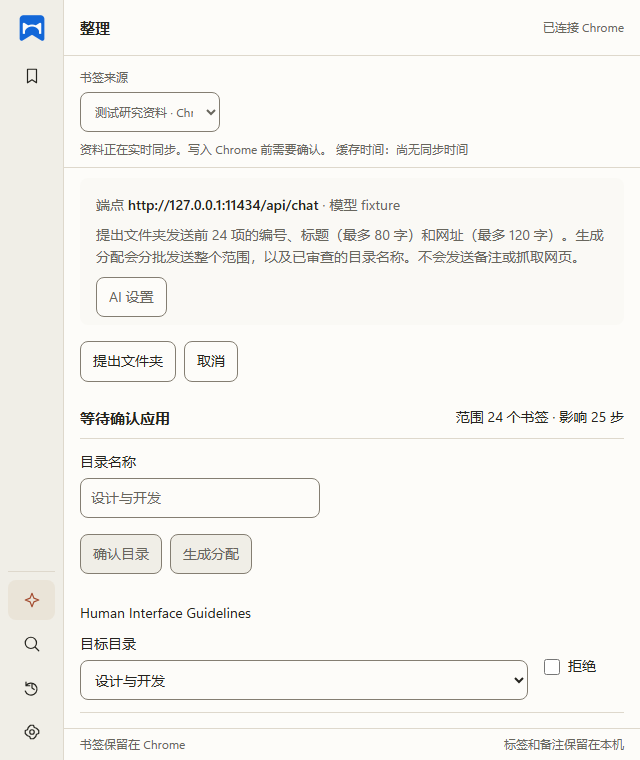 整理
已连接 Chrome
书签来源
测试研究资料 · Chr
资料正在实时同步。写入 Chrome 前需要确认。 缓存时间：尚无同步时间
端点 http://127.0.0.1:11434/api/chat · 模型 fixture
提出文件夹发送前 24 项的编号、标题（最多 80 字）和网址（最多 120 字）。生成
分配会分批发送整个范围，以及已审查的目录名称。不会发送备注或抓取网页。
AI 设置
提出文件夹
取消
等待确认应用
范围 24 个书签 · 影响 25 步
目录名称
设计与开发
确认目录
生成分配
Human Interface Guidelines
目标目录
设计与开发
拒绝
书签保留在 Chrome
标签和备注保留在本机